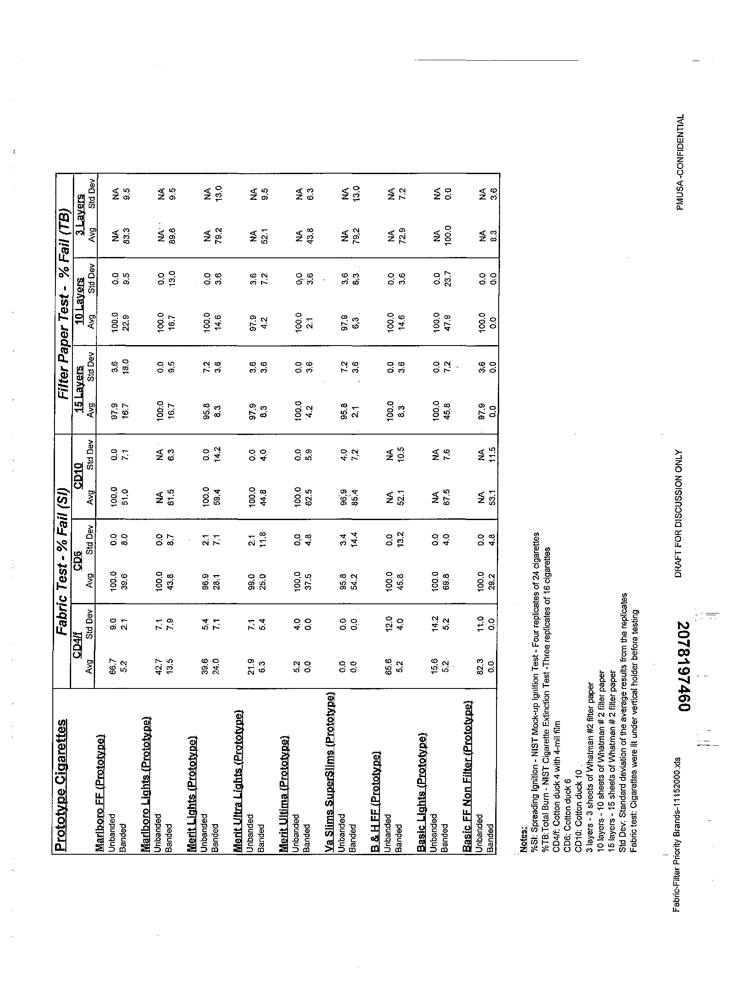 Prototype Cigarettes Fabric Test - % Fail (SI) Filter Paper Test - % Fail (TB)
CD4/f CD6 CD10 15 Layers 10 Layers 3 Layers
Avg Std Dev Avg Std Dev Avg Std Dev Avg Std Dev Avg Std Dev Avg Std Dev
Marlboro FF (Prototype)
Unbanded 66.7 9.0 100.0 0.0 100.0 0.0 97.9 3.6 100.0 0.0 NA NA
Banded 5.2 2.1 39.6 8.0 51.0 7.1 16.7 18.0 22.9 9.5 83.3 9.5
Marlboro Lights (Prototype)
Unbanded 42.7 7.1 100.0 0.0 NA NA 100.0 0.0 100.0 0.0 NA NA
Banded 13.5 7.9 43.8 8.7 61.5 6.3 16.7 9.5 16.7 13.0 89.6 9.5
Merit Lights (Prototype)
Unbanded 39.6 5.4 96.9 2.1 100.0 0.0 95.8 7.2 100.0 0.0 NA NA
Banded 24.0 7.1 28.1 7.1 59.4 14.2 8.3 3.6 14.6 3.6 79.2 13.0
Merit Ultra Lights (Prototype)
Unbanded 21.9 7.1 99.0 2.1 100.0 0.0 97.9 3.6 97.9 3.6 NA NA
Banded 6.3 5.4 25.0 11.8 44.8 4.0 8.3 3.6 4.2 7.2 52.1 9.5
Merit Ultima (Prototype)
Unbanded 5.2 4.0 100.0 0.0 100.0 0.0 100.0 0.0 100.0 0.0 NA NA
Banded 0.0 0.0 37.5 4.8 62.5 5.9 4.2 3.6 2.1 3.6 43.8 6.3
Va Slims SuperSlims (Prototype)
Unbanded 0.0 0.0 95.8 3.4 96.9 4.0 95.8 7.2 97.9 3.6 NA NA
Banded 0.0 0.0 54.2 14.4 85.4 7.2 2.1 3.6 6.3 6.3 79.2 13.0
B & H FF (Prototype)
Unbanded 65.6 12.0 100.0 0.0 NA NA 100.0 0.0 100.0 0.0 NA NA
Banded 5.2 4.0 45.8 13.2 52.1 10.5 8.3 3.6 14.6 3.6 72.9 7.2
Basic Lights (Prototype)
Unbanded 15.6 14.2 100.0 0.0 NA NA 100.0 0.0 100.0 0.0 NA NA
Banded 5.2 5.2 69.8 4.0 87.5 7.6 45.8 7.2 47.9 23.7 100.0 0.0
Basic FF Non Filter (Prototype)
Unbanded 82.3 11.0 100.0 0.0 NA NA 97.9 3.6 100.0 0.0 NA NA
Banded 0.0 0.0 29.2 4.8 53.1 11.5 0.0 0.0 0.0 0.0 8.3 3.6
Notes:
%SI: Spreading Ignition - NIST Mock-up Ignition Test - Four replicates of 24 cigarettes
%TB:Total Burn - NIST Cigarette Extinction Test -Three replicates of 16 cigarettes
CD4/f: Cotton duck 4 with 4-mil film
CD6: Cotton duck 6
CD10: Cotton duck 10
3 layers - 3 sheets of Whatman #2 filter paper
10 layers - 10 sheets of Whatman # 2 filter paper
15 layers - 15 sheets of Whatman # 2 filter paper
Std Dev: Standard deviation of the average results from the replicates
Fabric test: Cigarettes were lit under vertical holder before testing
2078197460
Fabric-Filter Priority Brands-11152000.xls DRAFT FOR DISCUSSION ONLY PMUSA -CONFIDENTIAL